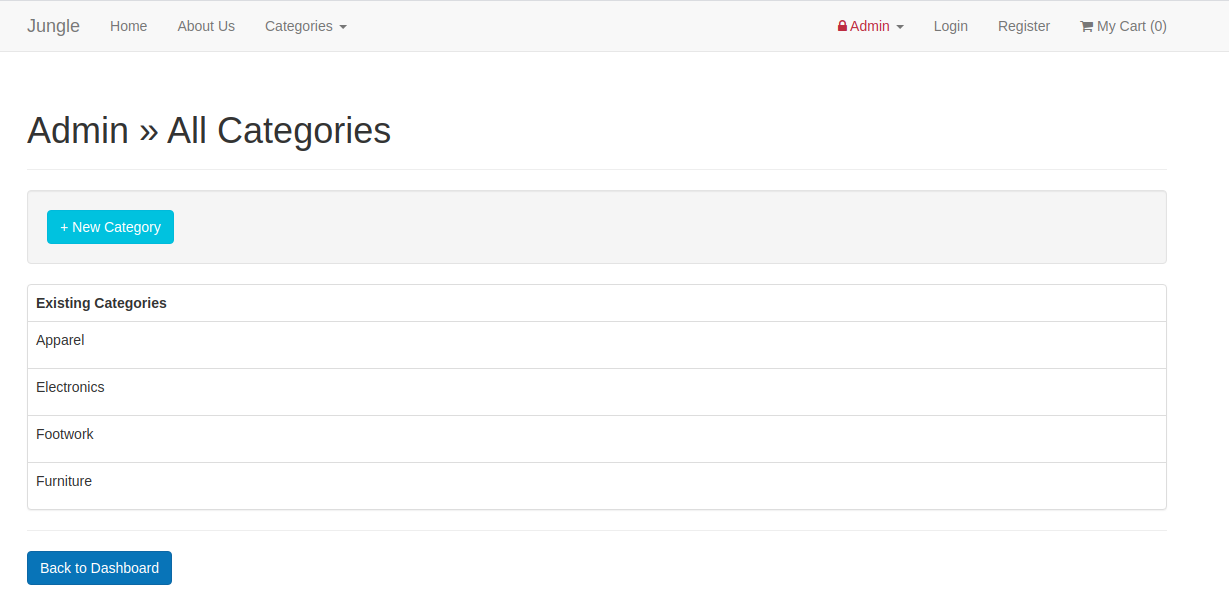 Jungle Home About Us Categories Admin Login Register My Cart (0)
Admin » All Categories
+ New Category
Existing Categories
Apparel
Electronics
Footwork
Furniture
Back to Dashboard